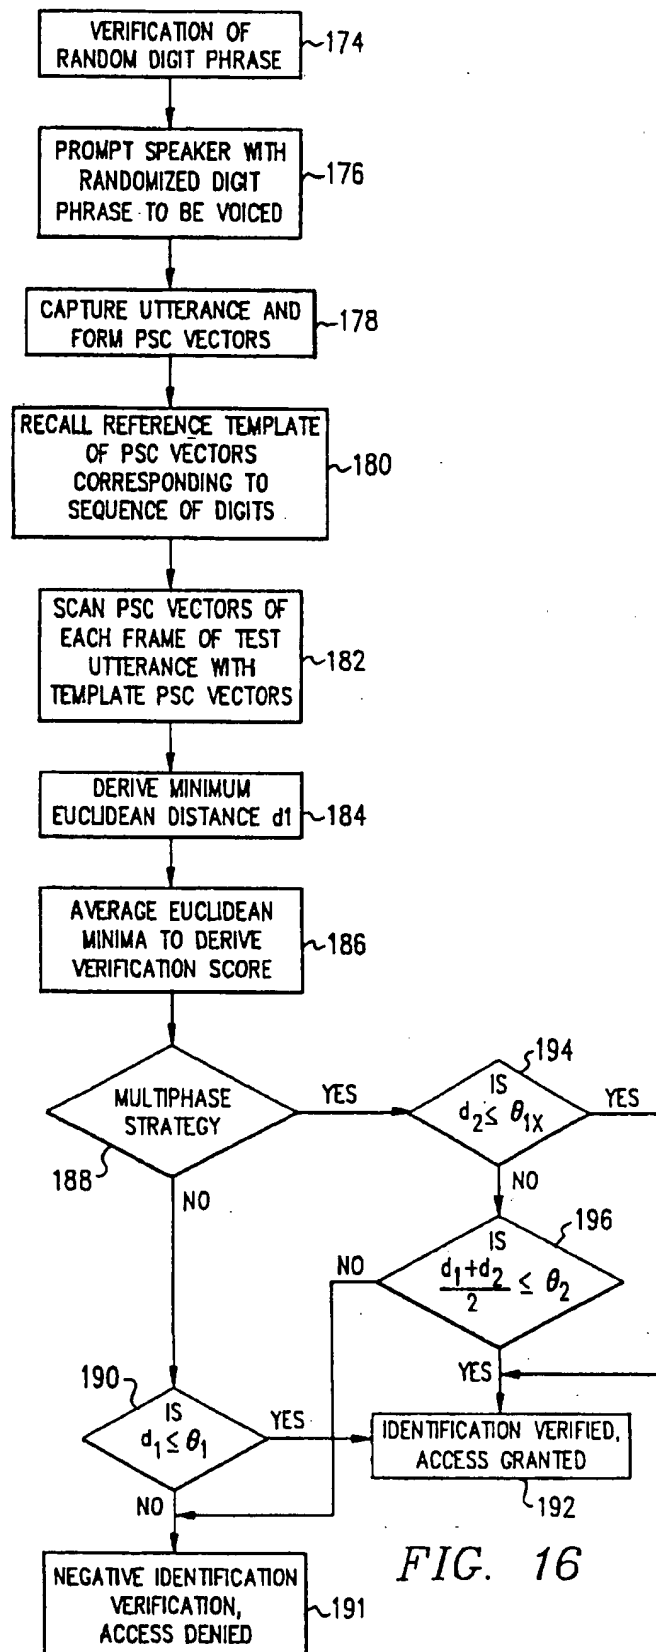 VERIFICATION OF
RANDOM DIGIT PHRASE
174
PROMPT SPEAKER WITH
RANDOMIZED DIGIT
PHRASE TO BE VOICED
176
CAPTURE UTTERANCE AND
FORM PSC VECTORS
178
RECALL REFERENCE TEMPLATE
OF PSC VECTORS
CORRESPONDING TO
SEQUENCE OF DIGITS
180
SCAN PSC VECTORS OF
EACH FRAME OF TEST
UTTERANCE WITH
TEMPLATE PSC VECTORS
182
DERIVE MINIMUM
EUCLIDEAN DISTANCE d1
184
AVERAGE EUCLIDEAN
MINIMA TO DERIVE
VERIFICATION SCORE
186
MULTIPHASE
STRATEGY
188
YES
NO
194
IS
d₂ ≤ θ₁ₓ
YES
NO
196
IS
(d₁+d₂)/2 ≤ θ₂
NO
YES
190
IS
d₁ ≤ θ₁
YES
NO
IDENTIFICATION VERIFIED,
ACCESS GRANTED
192
NEGATIVE IDENTIFICATION
VERIFICATION,
ACCESS DENIED
191
FIG. 16